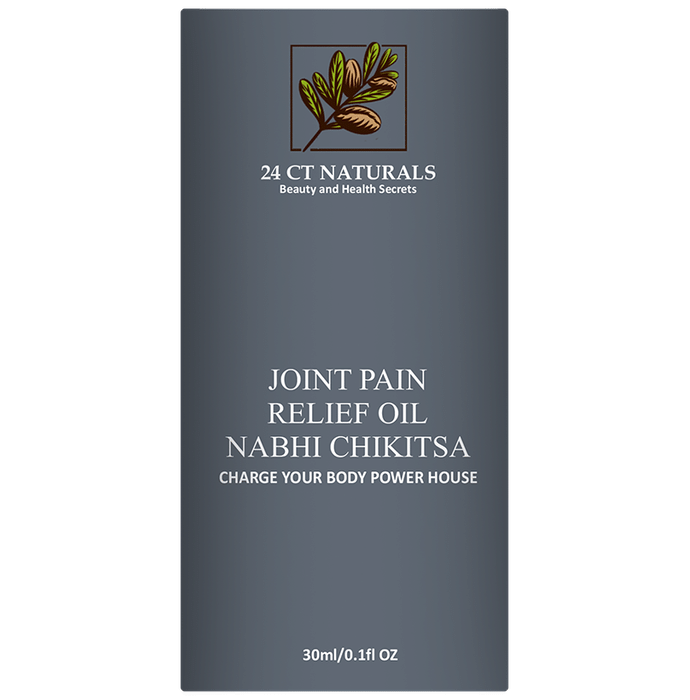 24 CT NATURALS
Beauty and Health Secrets
JOINT PAIN
RELIEF OIL
NABHI CHIKITSA
CHARGE YOUR BODY POWER HOUSE
30ml/0.1fl OZ